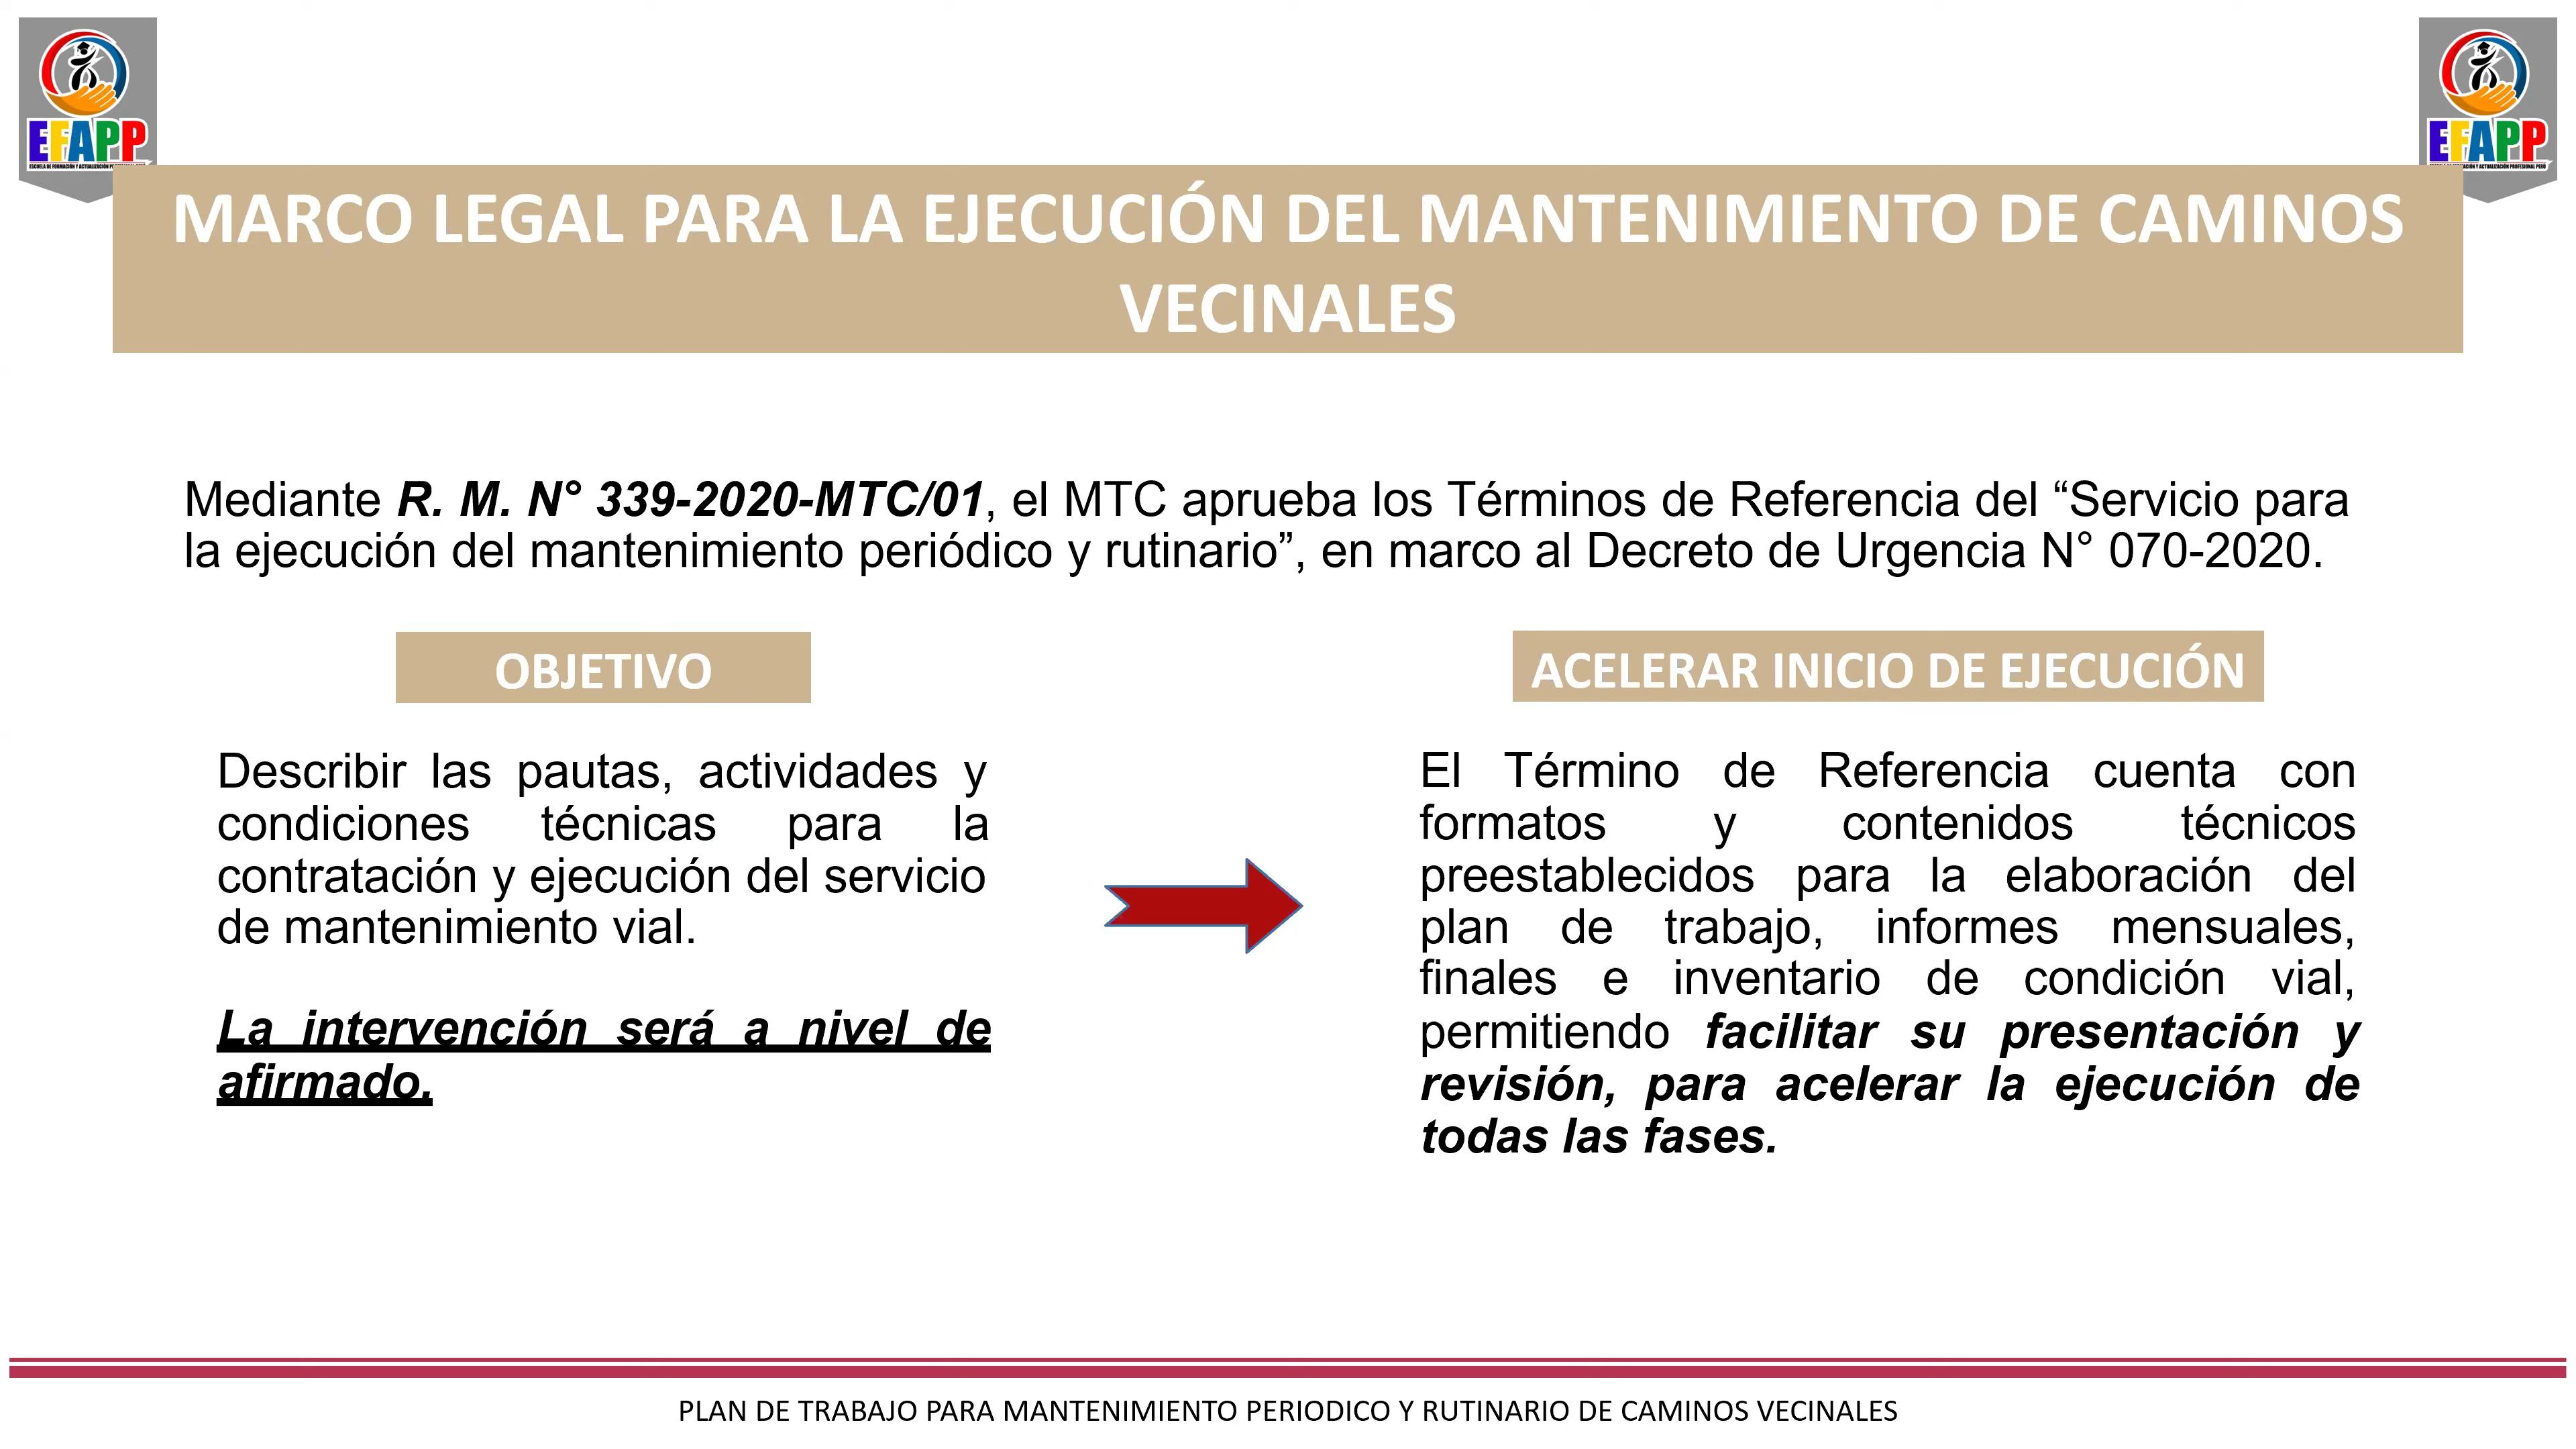 EFAPP
EFAPP
MARCO LEGAL PARA LA EJECUCIÓN DEL MANTENIMIENTO DE CAMINOS
VECINALES
Mediante R. M. N° 339-2020-MTC/01, el MTC aprueba los Términos de Referencia del “Servicio para
la ejecución del mantenimiento periódico y rutinario”, en marco al Decreto de Urgencia N° 070-2020.
OBJETIVO
Describir las pautas, actividades y
condiciones técnicas para la
contratación y ejecución del servicio
de mantenimiento vial.
La intervención será a nivel de
afirmado.
ACELERAR INICIO DE EJECUCIÓN
El Término de Referencia cuenta con
formatos y contenidos técnicos
preestablecidos para la elaboración del
plan de trabajo, informes mensuales,
finales e inventario de condición vial,
permitiendo facilitar su presentación y
revisión, para acelerar la ejecución de
todas las fases.
PLAN DE TRABAJO PARA MANTENIMIENTO PERIODICO Y RUTINARIO DE CAMINOS VECINALES